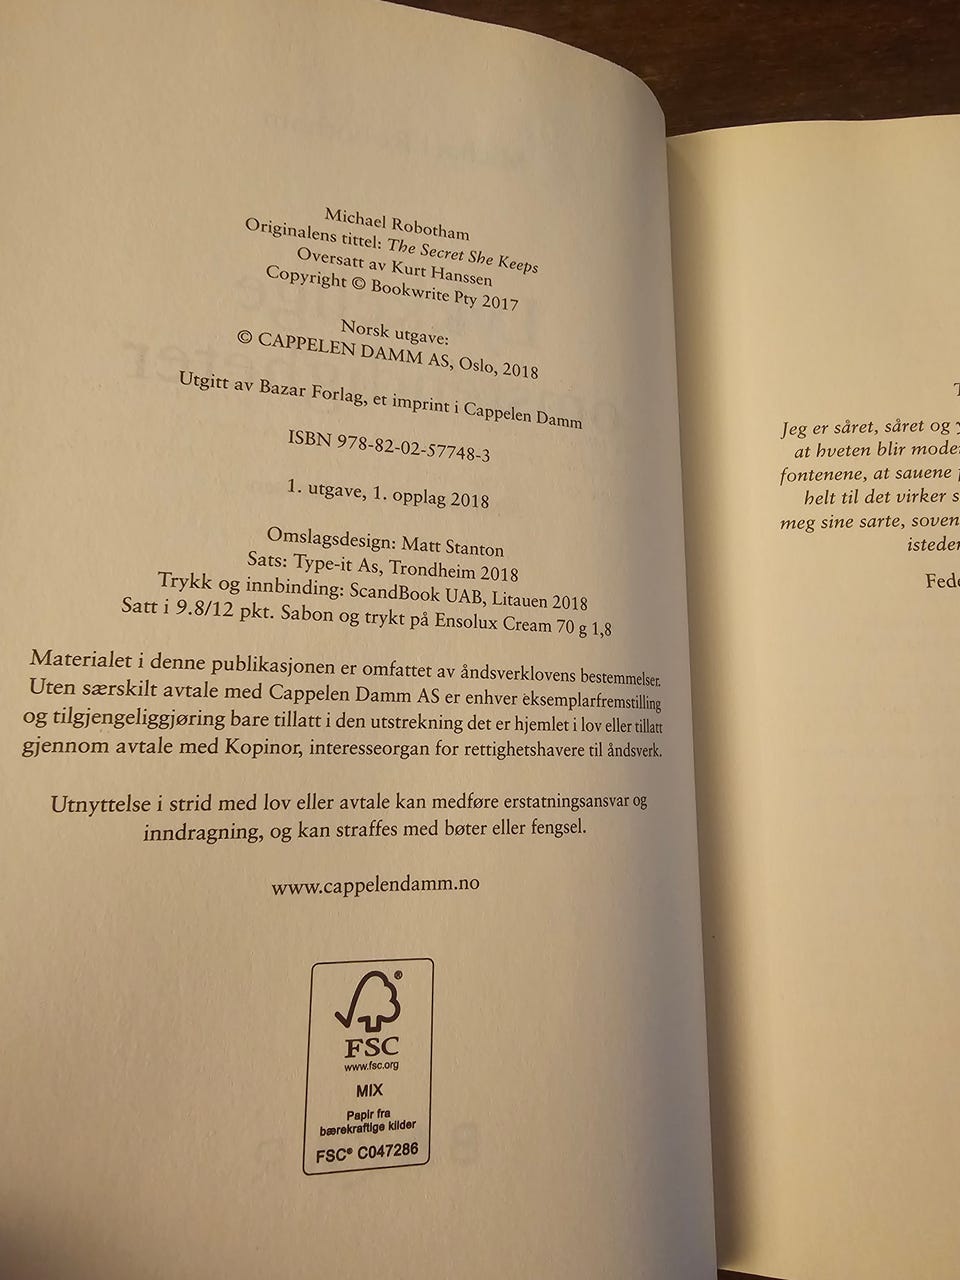 Michael Robotham
Originalens tittel: The Secret She Keeps
Oversatt av Kurt Hanssen
Copyright © Bookwrite Pty 2017
Norsk utgave:
© CAPPELEN DAMM AS, Oslo, 2018
Utgitt av Bazar Forlag, et imprint i Cappelen Damm
ISBN 978-82-02-57748-3
1. utgave, 1. opplag 2018
Omslagsdesign: Matt Stanton
Sats: Type-it As, Trondheim 2018
Trykk og innbinding: ScandBook UAB, Litauen 2018
Satt i 9.8/12 pkt. Sabon og trykt på Ensolux Cream 70 g 1,8
Materialet i denne publikasjonen er omfattet av åndsverklovens bestemmelser.
Uten særskilt avtale med Cappelen Damm AS er enhver eksemplarfremstilling
og tilgjengeliggjøring bare tillatt i den utstrekning det er hjemlet i lov eller tillatt
gjennom avtale med Kopinor, interesseorgan for rettighetshavere til åndsverk.
Utnyttelse i strid med lov eller avtale kan medføre erstatningsansvar og
inndragning, og kan straffes med bøter eller fengsel.
www.cappelendamm.no
FSC®
www.fsc.org
MIX
Papir fra
bærekraftige kilder
FSC® C047286
Jeg er såret, såret og
at hveten blir
fontenene, at sauene
helt til det virker
meg sine sarte,